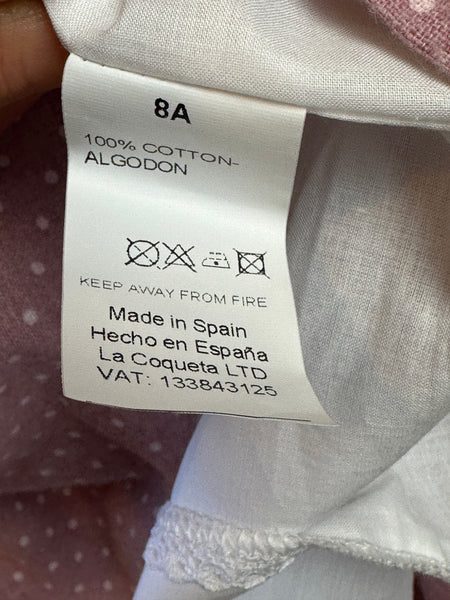 8A
100% COTTON-
ALGODON
KEEP AWAY FROM FIRE
Made in Spain
Hecho en España
La Coqueta LTD
VAT: 133843125